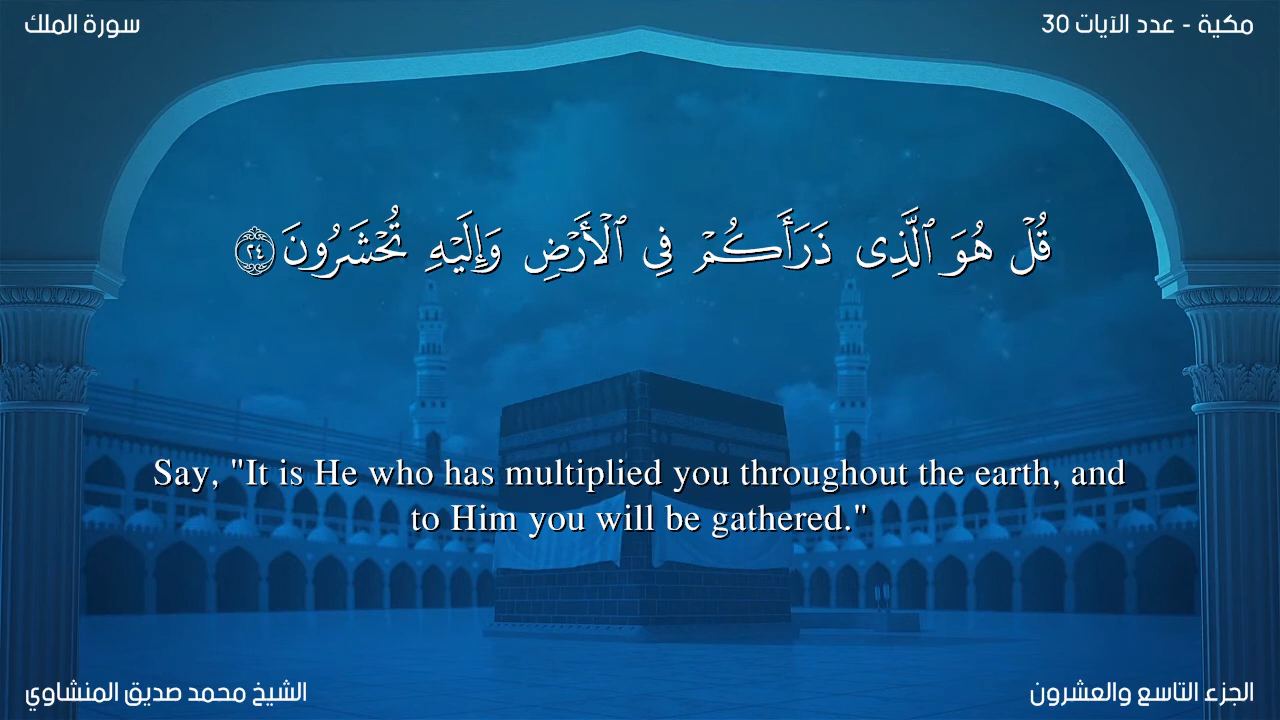 مكية - عدد الآيات 30
سورة الملك
قُلْ هُوَ ٱلَّذِى ذَرَأَكُمْ فِى ٱلْأَرْضِ وَإِلَيْهِ تُحْشَرُونَ ٢٤
Say, "It is He who has multiplied you throughout the earth, and
to Him you will be gathered."
الجزء التاسع والعشرون
الشيخ محمد صديق المنشاوي